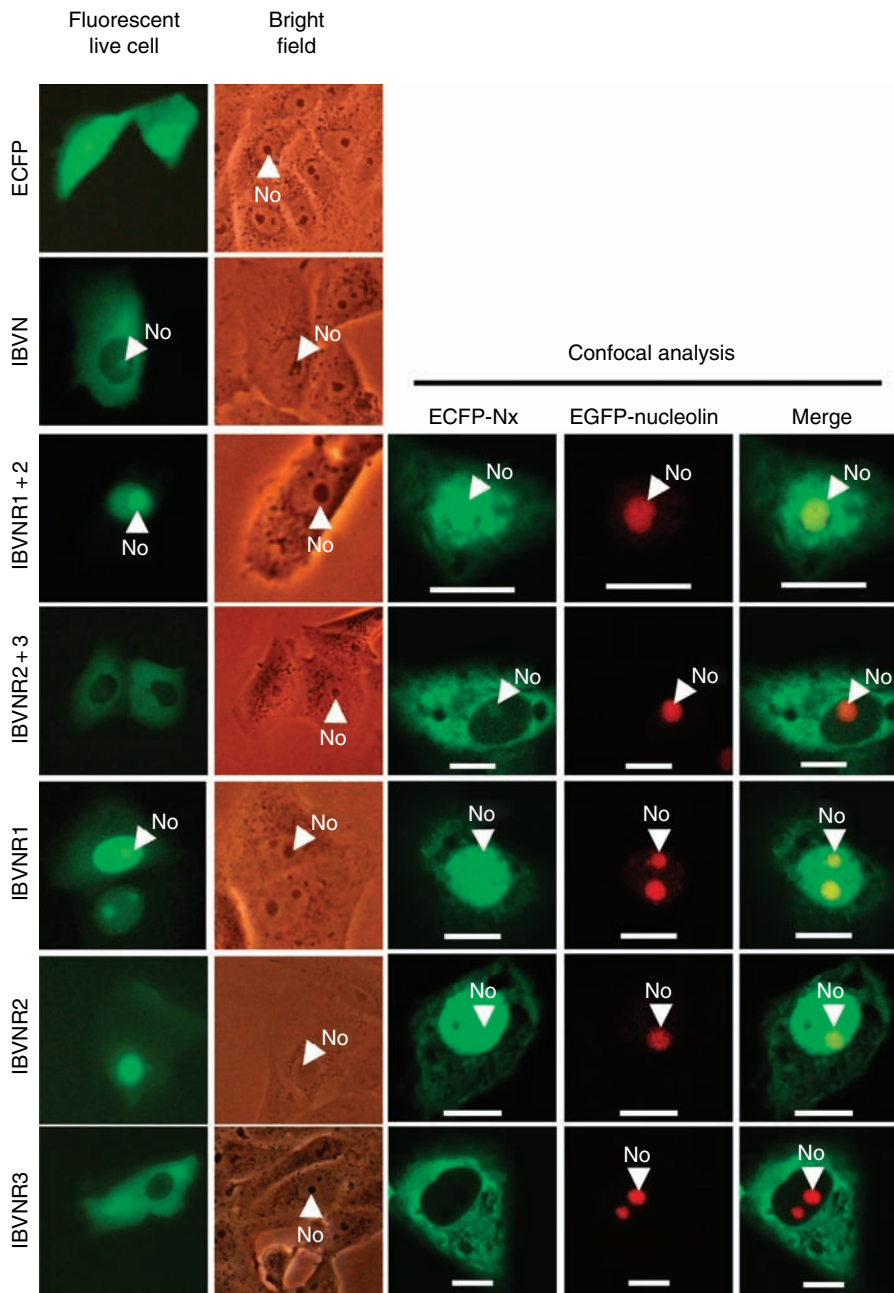 Fluorescent
live cell
Bright
field
ECFP
No
IBVN
No
No
Confocal analysis
ECFP-Nx
EGFP-nucleolin
Merge
IBVNR1+2
No
No
No
No
No
IBVNR2+3
No
No
No
No
IBVNR1
No
No
No
No
No
IBVNR2
No
No
No
No
IBVNR3
No
No
No